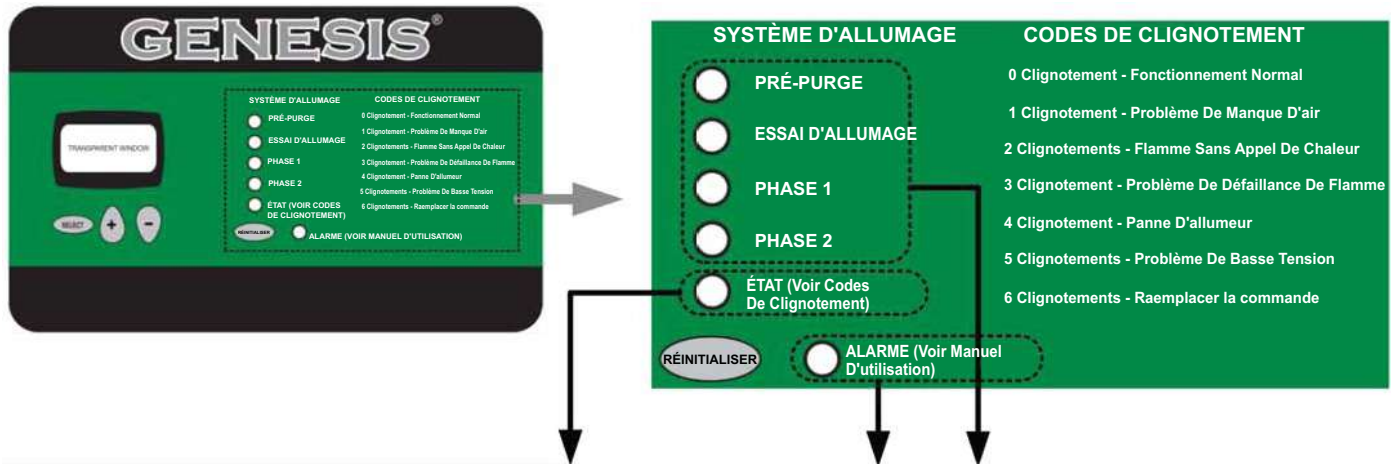 GENESIS®
SYSTÈME D'ALLUMAGE
CODES DE CLIGNOTEMENT
PRÉ-PURGE
ESSAI D'ALLUMAGE
PHASE 1
PHASE 2
ÉTAT (VOIR CODES
DE CLIGNOTEMENT)
0 Clignotement - Fonctionnement Normal
1 Clignotement - Problème De Manque D'air
2 Clignotements - Flamme Sans Appel De Chaleur
3 Clignotement - Problème De Défaillance De Flamme
4 Clignotement - Panne D'allumeur
5 Clignotements - Problème De Basse Tension
6 Clignotements - Raemplacer la commande
TRANSPARENT WINDOW
SELECT
+
-
RÉINITIALISER
ALARME (VOIR MANUEL D'UTILISATION)
SYSTÈME D'ALLUMAGE
CODES DE CLIGNOTEMENT
PRÉ-PURGE
ESSAI D'ALLUMAGE
PHASE 1
PHASE 2
ÉTAT (Voir Codes
De Clignotement)
0 Clignotement - Fonctionnement Normal
1 Clignotement - Problème De Manque D'air
2 Clignotements - Flamme Sans Appel De Chaleur
3 Clignotement - Problème De Défaillance De Flamme
4 Clignotement - Panne D'allumeur
5 Clignotements - Problème De Basse Tension
6 Clignotements - Raemplacer la commande
RÉINITIALISER
ALARME (Voir Manuel
D'utilisation)